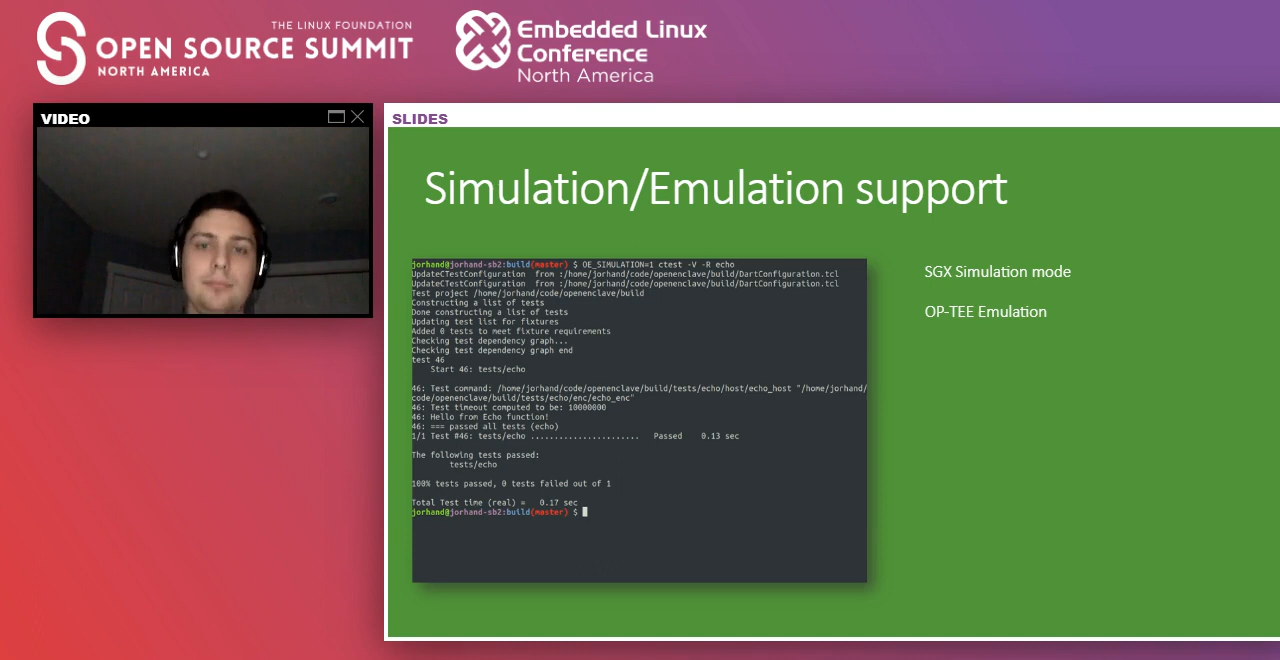 THE LINUX FOUNDATION
OPEN SOURCE SUMMIT
NORTH AMERICA
Embedded Linux
Conference
North America
VIDEO
SLIDES
Simulation/Emulation support
jorhand@jorhand-sb2:build(master) $ OE_SIMULATION=1 ctest -V -R echo
UpdateCTestConfiguration  from :/home/jorhand/code/openenclave/build/DartConfiguration.tcl
UpdateCTestConfiguration  from :/home/jorhand/code/openenclave/build/DartConfiguration.tcl
Test project /home/jorhand/code/openenclave/build
Constructing a list of tests
Done constructing a list of tests
Updating test list for fixtures
Added 0 tests to meet fixture requirements
Checking test dependency graph...
Checking test dependency graph end
test 46
    Start 46: tests/echo
46: Test command: /home/jorhand/code/openenclave/build/tests/echo/host/echo_host "/home/jorhand/
code/openenclave/build/tests/echo/enc/echo_enc"
46: Test timeout computed to be: 10000000
46: Hello from Echo function!
46: === passed all tests (echo)
1/1 Test #46: tests/echo .......................   Passed    0.13 sec
The following tests passed:
        tests/echo
100% tests passed, 0 tests failed out of 1
Total Test time (real) =   0.17 sec
jorhand@jorhand-sb2:build(master) $
SGX Simulation mode
OP-TEE Emulation